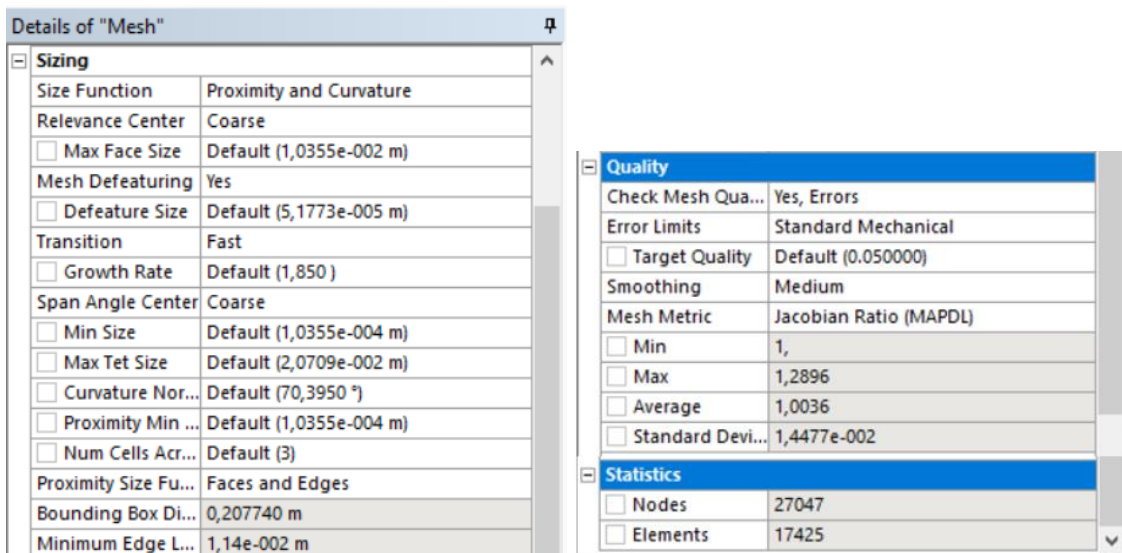 Details of "Mesh"
Sizing
Size Function Proximity and Curvature
Relevance Center Coarse
Max Face Size Default (1,0355e-002 m)
Mesh Defeaturing Yes
Defeature Size Default (5,1773e-005 m)
Transition Fast
Growth Rate Default (1,850 )
Span Angle Center Coarse
Min Size Default (1,0355e-004 m)
Max Tet Size Default (2,0709e-002 m)
Curvature Nor... Default (70,3950 °)
Proximity Min ... Default (1,0355e-004 m)
Num Cells Acr... Default (3)
Proximity Size Fu... Faces and Edges
Bounding Box Di... 0,207740 m
Minimum Edge L... 1,14e-002 m
Quality
Check Mesh Qua... Yes, Errors
Error Limits Standard Mechanical
Target Quality Default (0.050000)
Smoothing Medium
Mesh Metric Jacobian Ratio (MAPDL)
Min 1,
Max 1,2896
Average 1,0036
Standard Devi... 1,4477e-002
Statistics
Nodes 27047
Elements 17425